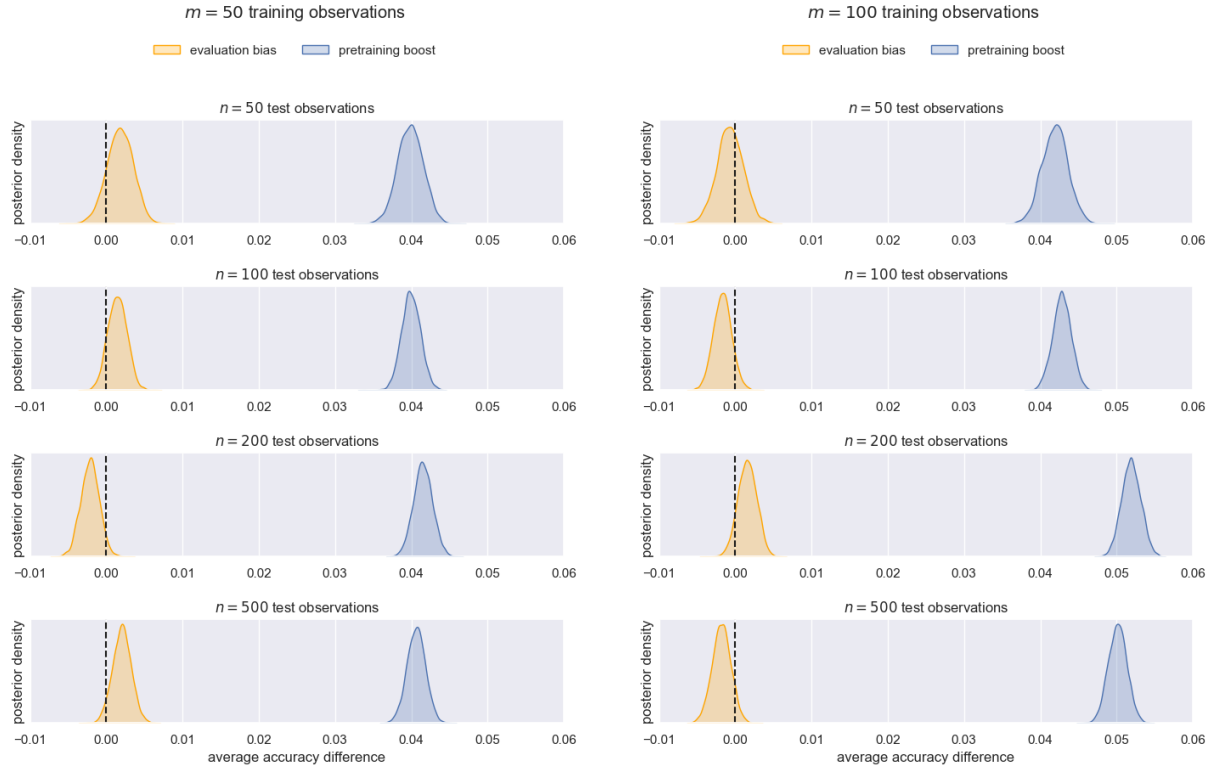 m = 50 training observations
evaluation bias
pretraining boost
n = 50 test observations
posterior density
−0.01 0.00 0.01 0.02 0.03 0.04 0.05 0.06
n = 100 test observations
posterior density
−0.01 0.00 0.01 0.02 0.03 0.04 0.05 0.06
n = 200 test observations
posterior density
−0.01 0.00 0.01 0.02 0.03 0.04 0.05 0.06
n = 500 test observations
posterior density
−0.01 0.00 0.01 0.02 0.03 0.04 0.05 0.06
average accuracy difference
m = 100 training observations
evaluation bias
pretraining boost
n = 50 test observations
posterior density
−0.01 0.00 0.01 0.02 0.03 0.04 0.05 0.06
n = 100 test observations
posterior density
−0.01 0.00 0.01 0.02 0.03 0.04 0.05 0.06
n = 200 test observations
posterior density
−0.01 0.00 0.01 0.02 0.03 0.04 0.05 0.06
n = 500 test observations
posterior density
−0.01 0.00 0.01 0.02 0.03 0.04 0.05 0.06
average accuracy difference